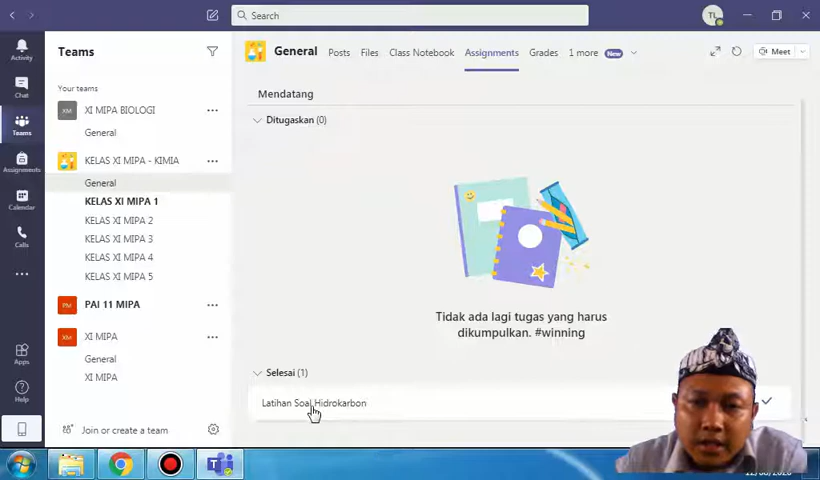 Search
TL
Activity
Chat
Teams
Assignments
Calendar
Calls
Apps
Help
Teams
Your teams
XM
XI MIPA BIOLOGI
General
KELAS XI MIPA - KIMIA
General
KELAS XI MIPA 1
KELAS XI MIPA 2
KELAS XI MIPA 3
KELAS XI MIPA 4
KELAS XI MIPA 5
PM
PAI 11 MIPA
XM
XI MIPA
General
XI MIPA
Join or create a team
General
Posts
Files
Class Notebook
Assignments
Grades
1 more
New
Meet
Mendatang
Ditugaskan (0)
Tidak ada lagi tugas yang harus
dikumpulkan. #winning
Selesai (1)
Latihan Soal Hidrokarbon